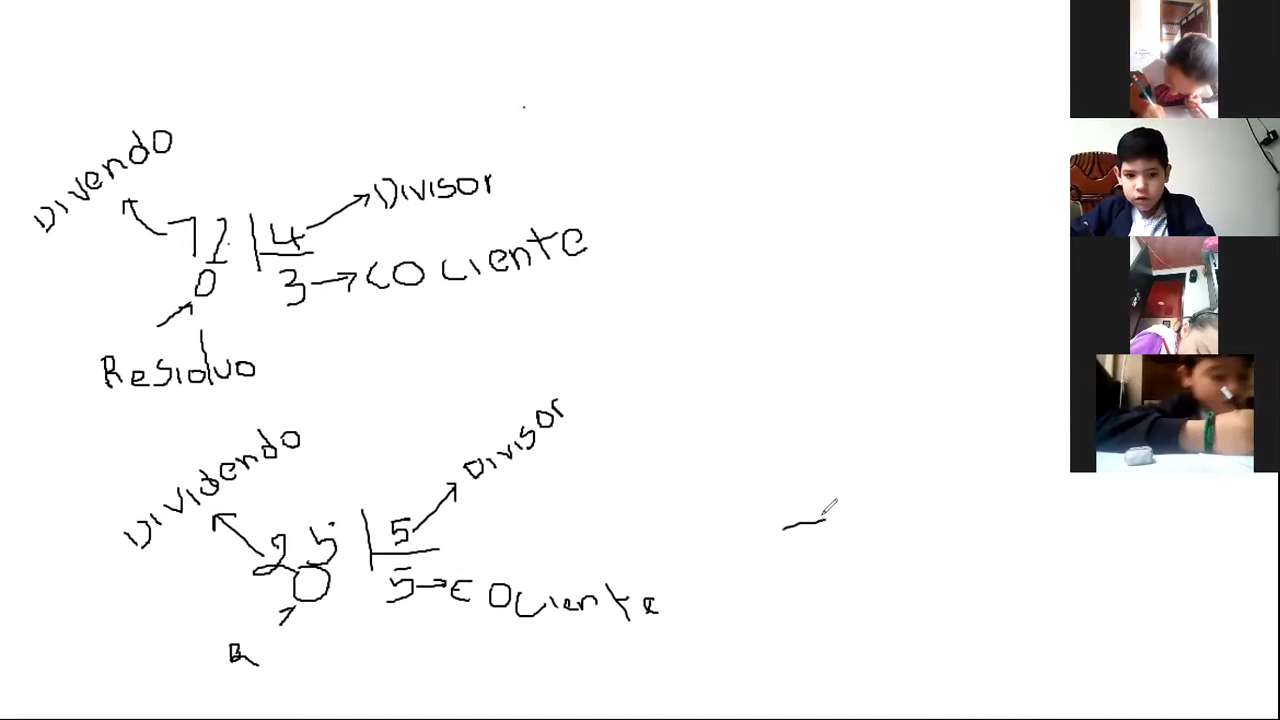 Divendo
Divisor
12 4
3 → cociente
0
Residuo
Dividendo
Divisor
25 5
5 → cociente
0
R